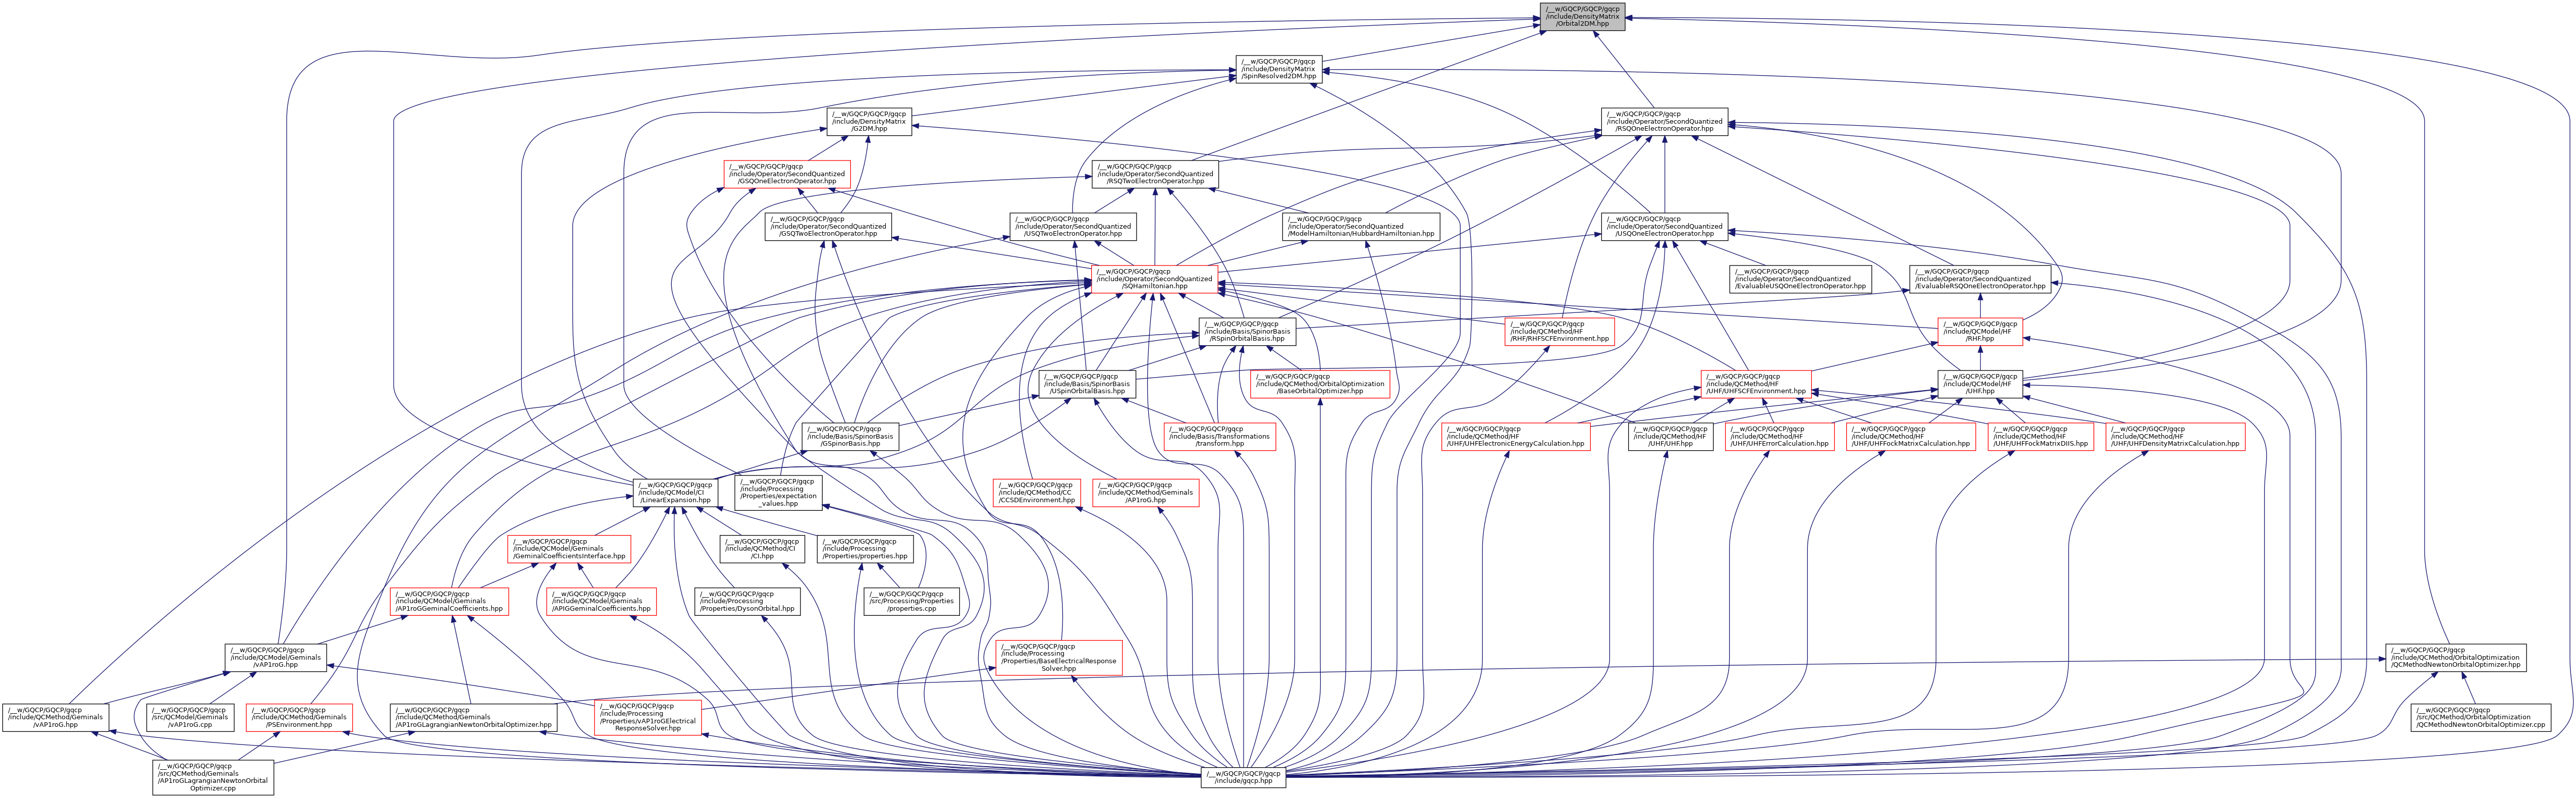 /__w/GQCP/GQCP/gqcp
/include/DensityMatrix
/Orbital2DM.hpp
/__w/GQCP/GQCP/gqcp
/include/DensityMatrix
/SpinResolved2DM.hpp
/__w/GQCP/GQCP/gqcp
/include/DensityMatrix
/G2DM.hpp
/__w/GQCP/GQCP/gqcp
/include/Operator/SecondQuantized
/RSQOneElectronOperator.hpp
/__w/GQCP/GQCP/gqcp
/include/Operator/SecondQuantized
/GSQOneElectronOperator.hpp
/__w/GQCP/GQCP/gqcp
/include/Operator/SecondQuantized
/RSQTwoElectronOperator.hpp
/__w/GQCP/GQCP/gqcp
/include/Operator/SecondQuantized
/GSQTwoElectronOperator.hpp
/__w/GQCP/GQCP/gqcp
/include/Operator/SecondQuantized
/USQTwoElectronOperator.hpp
/__w/GQCP/GQCP/gqcp
/include/Operator/SecondQuantized
/ModelHamiltonian/HubbardHamiltonian.hpp
/__w/GQCP/GQCP/gqcp
/include/Operator/SecondQuantized
/USQOneElectronOperator.hpp
/__w/GQCP/GQCP/gqcp
/include/Operator/SecondQuantized
/SQHamiltonian.hpp
/__w/GQCP/GQCP/gqcp
/include/Operator/SecondQuantized
/EvaluableUSQOneElectronOperator.hpp
/__w/GQCP/GQCP/gqcp
/include/Operator/SecondQuantized
/EvaluableRSQOneElectronOperator.hpp
/__w/GQCP/GQCP/gqcp
/include/Basis/SpinorBasis
/RSpinOrbitalBasis.hpp
/__w/GQCP/GQCP/gqcp
/include/QCMethod/HF
/RHF/RHFSCFEnvironment.hpp
/__w/GQCP/GQCP/gqcp
/include/QCModel/HF
/RHF.hpp
/__w/GQCP/GQCP/gqcp
/include/Basis/SpinorBasis
/USpinOrbitalBasis.hpp
/__w/GQCP/GQCP/gqcp
/include/QCMethod/OrbitalOptimization
/BaseOrbitalOptimizer.hpp
/__w/GQCP/GQCP/gqcp
/include/QCMethod/HF
/UHF/UHFSCFEnvironment.hpp
/__w/GQCP/GQCP/gqcp
/include/QCModel/HF
/UHF.hpp
/__w/GQCP/GQCP/gqcp
/include/Basis/SpinorBasis
/GSpinorBasis.hpp
/__w/GQCP/GQCP/gqcp
/include/Basis/Transformations
/transform.hpp
/__w/GQCP/GQCP/gqcp
/include/QCMethod/HF
/UHF/UHFElectronicEnergyCalculation.hpp
/__w/GQCP/GQCP/gqcp
/include/QCMethod/HF
/UHF/UHF.hpp
/__w/GQCP/GQCP/gqcp
/include/QCMethod/HF
/UHF/UHFErrorCalculation.hpp
/__w/GQCP/GQCP/gqcp
/include/QCMethod/HF
/UHF/UHFFockMatrixCalculation.hpp
/__w/GQCP/GQCP/gqcp
/include/QCMethod/HF
/UHF/UHFFockMatrixDIIS.hpp
/__w/GQCP/GQCP/gqcp
/include/QCMethod/HF
/UHF/UHFDensityMatrixCalculation.hpp
/__w/GQCP/GQCP/gqcp
/include/QCModel/CI
/LinearExpansion.hpp
/__w/GQCP/GQCP/gqcp
/include/Processing
/Properties/expectation
_values.hpp
/__w/GQCP/GQCP/gqcp
/include/QCMethod/CC
/CCSDEnvironment.hpp
/__w/GQCP/GQCP/gqcp
/include/QCMethod/Geminals
/AP1roG.hpp
/__w/GQCP/GQCP/gqcp
/include/QCModel/Geminals
/GeminalCoefficientsInterface.hpp
/__w/GQCP/GQCP/gqcp
/include/QCMethod/CI
/CI.hpp
/__w/GQCP/GQCP/gqcp
/include/Processing
/Properties/properties.hpp
/__w/GQCP/GQCP/gqcp
/include/QCModel/Geminals
/AP1roGGeminalCoefficients.hpp
/__w/GQCP/GQCP/gqcp
/include/QCModel/Geminals
/APIGGeminalCoefficients.hpp
/__w/GQCP/GQCP/gqcp
/include/Processing
/Properties/DysonOrbital.hpp
/__w/GQCP/GQCP/gqcp
/src/Processing/Properties
/properties.cpp
/__w/GQCP/GQCP/gqcp
/include/QCModel/Geminals
/vAP1roG.hpp
/__w/GQCP/GQCP/gqcp
/include/Processing
/Properties/BaseElectricalResponse
Solver.hpp
/__w/GQCP/GQCP/gqcp
/include/QCMethod/OrbitalOptimization
/QCMethodNewtonOrbitalOptimizer.hpp
/__w/GQCP/GQCP/gqcp
/include/QCMethod/Geminals
/vAP1roG.hpp
/__w/GQCP/GQCP/gqcp
/src/QCModel/Geminals
/vAP1roG.cpp
/__w/GQCP/GQCP/gqcp
/include/QCMethod/Geminals
/PSEnvironment.hpp
/__w/GQCP/GQCP/gqcp
/include/QCMethod/Geminals
/AP1roGLagrangianNewtonOrbitalOptimizer.hpp
/__w/GQCP/GQCP/gqcp
/include/Processing
/Properties/vAP1roGElectrical
ResponseSolver.hpp
/__w/GQCP/GQCP/gqcp
/src/QCMethod/OrbitalOptimization
/QCMethodNewtonOrbitalOptimizer.cpp
/__w/GQCP/GQCP/gqcp
/src/QCMethod/Geminals
/AP1roGLagrangianNewtonOrbital
Optimizer.cpp
/__w/GQCP/GQCP/gqcp
/include/gqcp.hpp